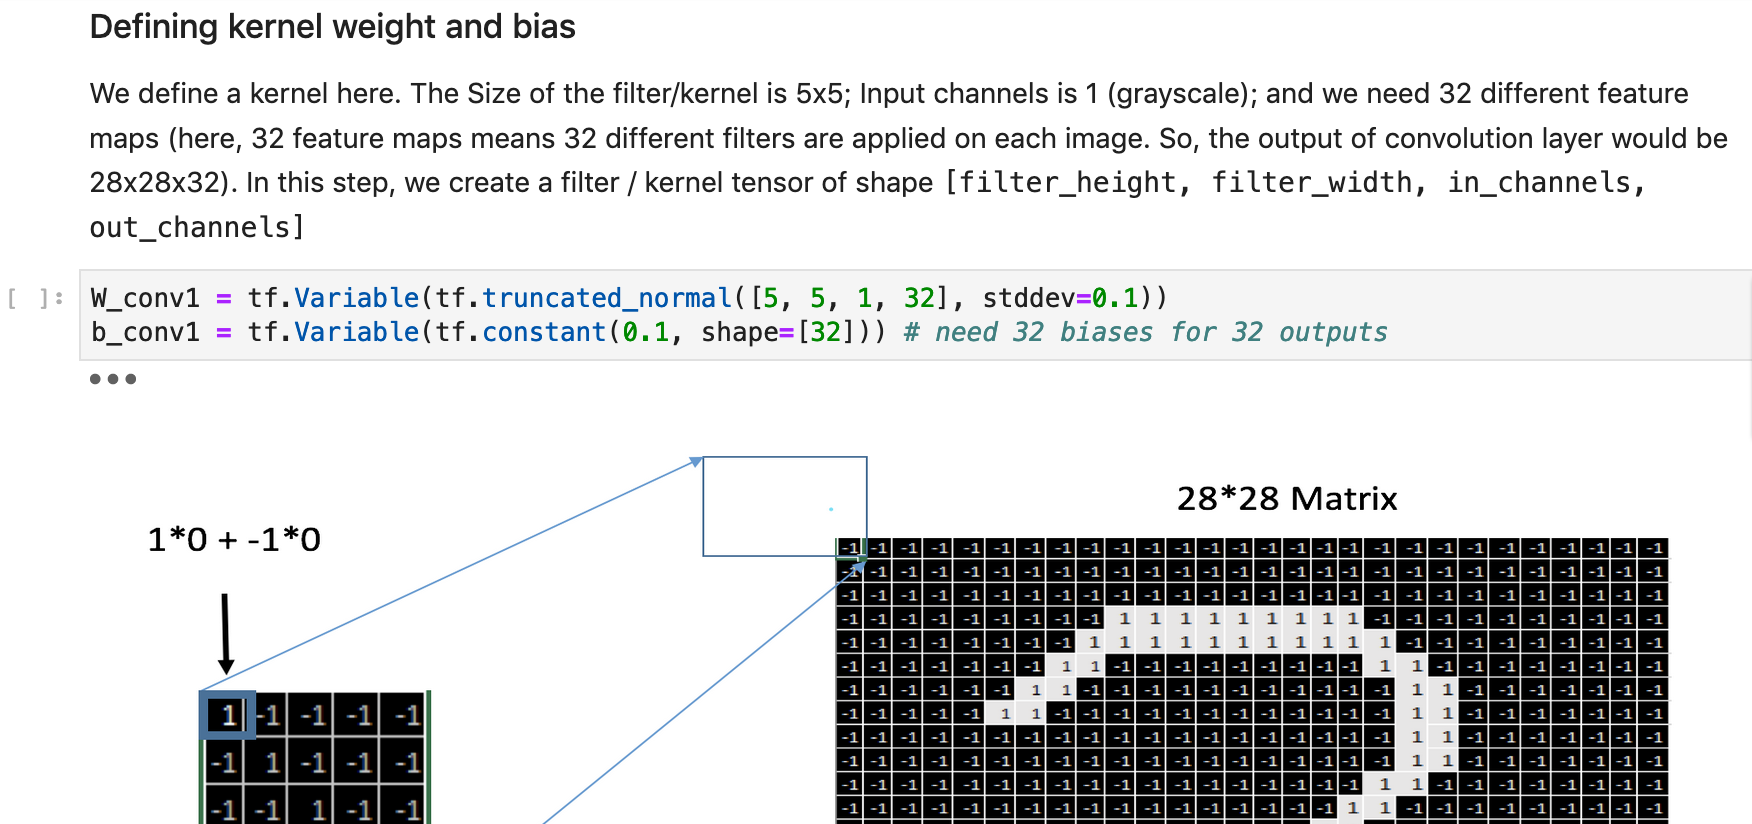 Defining kernel weight and bias
We define a kernel here. The Size of the filter/kernel is 5x5; Input channels is 1 (grayscale); and we need 32 different feature
maps (here, 32 feature maps means 32 different filters are applied on each image. So, the output of convolution layer would be
28x28x32). In this step, we create a filter / kernel tensor of shape [filter_height, filter_width, in_channels,
out_channels]
[ ]:
W_conv1 = tf.Variable(tf.truncated_normal([5, 5, 1, 32], stddev=0.1))
b_conv1 = tf.Variable(tf.constant(0.1, shape=[32])) # need 32 biases for 32 outputs
•••
28*28 Matrix
1*0 + -1*0
-1 -1 -1 -1 -1 -1 -1 -1 -1 -1 -1 -1 -1 -1 -1 -1 -1 -1 -1 -1 -1 -1 -1 -1 -1 -1 -1 -1
-1 -1 -1 -1 -1 -1 -1 -1 -1 -1 -1 -1 -1 -1 -1 -1 -1 -1 -1 -1 -1 -1 -1 -1 -1 -1 -1 -1
-1 -1 -1 -1 -1 -1 -1 -1 -1 -1 -1 -1 -1 -1 -1 -1 -1 -1 -1 -1 -1 -1 -1 -1 -1 -1 -1 -1
-1 -1 -1 -1 -1 -1 -1 -1 -1 1 1 1 1 1 1 1 1 1 -1 -1 -1 -1 -1 -1 -1 -1 -1 -1
-1 -1 -1 -1 -1 -1 -1 -1 1 1 1 1 1 1 1 1 1 1 1 -1 -1 -1 -1 -1 -1 -1 -1 -1
-1 -1 -1 -1 -1 -1 -1 1 1 -1 -1 -1 -1 -1 -1 -1 -1 -1 1 1 -1 -1 -1 -1 -1 -1 -1 -1
-1 -1 -1 -1 -1 -1 1 1 -1 -1 -1 -1 -1 -1 -1 -1 -1 -1 -1 1 1 -1 -1 -1 -1 -1 -1 -1
-1 -1 -1 -1 -1 1 1 -1 -1 -1 -1 -1 -1 -1 -1 -1 -1 -1 -1 1 1 -1 -1 -1 -1 -1 -1 -1
-1 -1 -1 -1 -1 -1 -1 -1 -1 -1 -1 -1 -1 -1 -1 -1 -1 -1 -1 1 1 -1 -1 -1 -1 -1 -1 -1
-1 -1 -1 -1 -1 -1 -1 -1 -1 -1 -1 -1 -1 -1 -1 -1 -1 -1 -1 1 1 -1 -1 -1 -1 -1 -1 -1
-1 -1 -1 -1 -1 -1 -1 -1 -1 -1 -1 -1 -1 -1 -1 -1 -1 -1 1 1 -1 -1 -1 -1 -1 -1 -1 -1
-1 -1 -1 -1 -1 -1 -1 -1 -1 -1 -1 -1 -1 -1 -1 -1 -1 1 1 -1 -1 -1 -1 -1 -1 -1 -1 -1
1 -1 -1 -1 -1
-1 1 -1 -1 -1
-1 -1 1 -1 -1